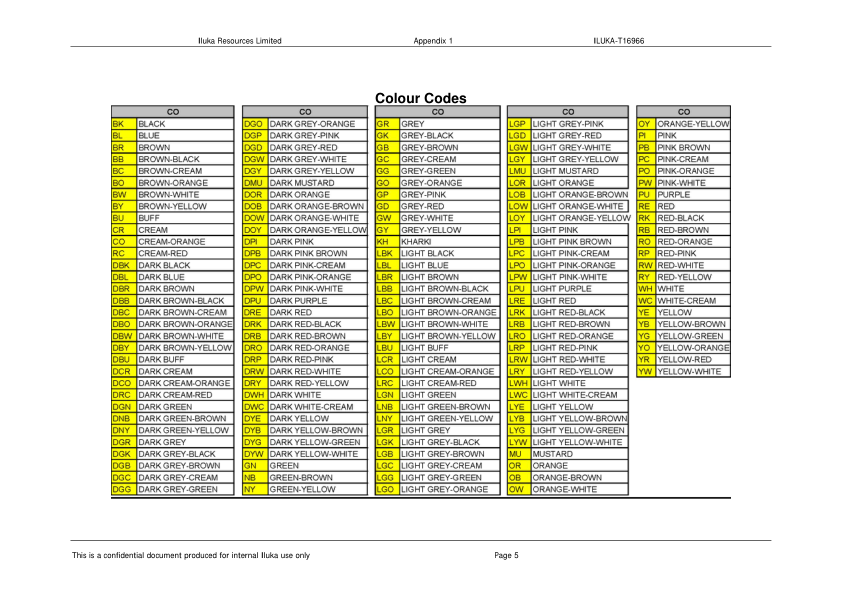 Iluka Resources Limited Appendix 1 ILUKA-T16966
Colour Codes
CO CO CO CO CO
BK BLACK DGO DARK GREY-ORANGE GR GREY LGP LIGHT GREY-PINK OY ORANGE-YELLOW
BL BLUE DGP DARK GREY-PINK GK GREY-BLACK LGD LIGHT GREY-RED PI PINK
BR BROWN DGD DARK GREY-RED GB GREY-BROWN LGW LIGHT GREY-WHITE PB PINK BROWN
BB BROWN-BLACK DGW DARK GREY-WHITE GC GREY-CREAM LGY LIGHT GREY-YELLOW PC PINK-CREAM
BC BROWN-CREAM DGY DARK GREY-YELLOW GG GREY-GREEN LMU LIGHT MUSTARD PO PINK-ORANGE
BO BROWN-ORANGE DMU DARK MUSTARD GO GREY-ORANGE LOR LIGHT ORANGE PW PINK-WHITE
BW BROWN-WHITE DOR DARK ORANGE GP GREY-PINK LOB LIGHT ORANGE-BROWN PU PURPLE
BY BROWN-YELLOW DOB DARK ORANGE-BROWN GD GREY-RED LOW LIGHT ORANGE-WHITE RE RED
BU BUFF DOW DARK ORANGE-WHITE GW GREY-WHITE LOY LIGHT ORANGE-YELLOW RK RED-BLACK
CR CREAM DOY DARK ORANGE-YELLOW GY GREY-YELLOW LPI LIGHT PINK RB RED-BROWN
CO CREAM-ORANGE DPI DARK PINK KH KHARKI LPB LIGHT PINK BROWN RO RED-ORANGE
RC CREAM-RED DPB DARK PINK BROWN LBK LIGHT BLACK LPC LIGHT PINK-CREAM RP RED-PINK
DBK DARK BLACK DPC DARK PINK-CREAM LBL LIGHT BLUE LPO LIGHT PINK-ORANGE RW RED-WHITE
DBL DARK BLUE DPO DARK PINK-ORANGE LBR LIGHT BROWN LPW LIGHT PINK-WHITE RY RED-YELLOW
DBR DARK BROWN DPW DARK PINK-WHITE LBB LIGHT BROWN-BLACK LPU LIGHT PURPLE WH WHITE
DBB DARK BROWN-BLACK DPU DARK PURPLE LBC LIGHT BROWN-CREAM LRE LIGHT RED WC WHITE-CREAM
DBC DARK BROWN-CREAM DRE DARK RED LBO LIGHT BROWN-ORANGE LRK LIGHT RED-BLACK YE YELLOW
DBO DARK BROWN-ORANGE DRK DARK RED-BLACK LBW LIGHT BROWN-WHITE LRB LIGHT RED-BROWN YB YELLOW-BROWN
DBW DARK BROWN-WHITE DRB DARK RED-BROWN LBY LIGHT BROWN-YELLOW LRO LIGHT RED-ORANGE YG YELLOW-GREEN
DBY DARK BROWN-YELLOW DRO DARK RED-ORANGE LBU LIGHT BUFF LRP LIGHT RED-PINK YO YELLOW-ORANGE
DBU DARK BUFF DRP DARK RED-PINK LCR LIGHT CREAM LRW LIGHT RED-WHITE YR YELLOW-RED
DCR DARK CREAM DRW DARK RED-WHITE LCO LIGHT CREAM-ORANGE LRY LIGHT RED-YELLOW YW YELLOW-WHITE
DCO DARK CREAM-ORANGE DRY DARK RED-YELLOW LRC LIGHT CREAM-RED LWH LIGHT WHITE
DRC DARK CREAM-RED DWH DARK WHITE LGN LIGHT GREEN LWC LIGHT WHITE-CREAM
DGN DARK GREEN DWC DARK WHITE-CREAM LNB LIGHT GREEN-BROWN LYE LIGHT YELLOW
DNB DARK GREEN-BROWN DYE DARK YELLOW LNY LIGHT GREEN-YELLOW LYB LIGHT YELLOW-BROWN
DNY DARK GREEN-YELLOW DYB DARK YELLOW-BROWN LGR LIGHT GREY LYG LIGHT YELLOW-GREEN
DGR DARK GREY DYG DARK YELLOW-GREEN LGK LIGHT GREY-BLACK LYW LIGHT YELLOW-WHITE
DGK DARK GREY-BLACK DYW DARK YELLOW-WHITE LGB LIGHT GREY-BROWN MU MUSTARD
DGB DARK GREY-BROWN GN GREEN LGC LIGHT GREY-CREAM OR ORANGE
DGC DARK GREY-CREAM NB GREEN-BROWN LGG LIGHT GREY-GREEN OB ORANGE-BROWN
DGG DARK GREY-GREEN NY GREEN-YELLOW LGO LIGHT GREY-ORANGE OW ORANGE-WHITE
This is a confidential document produced for internal Iluka use only Page 5